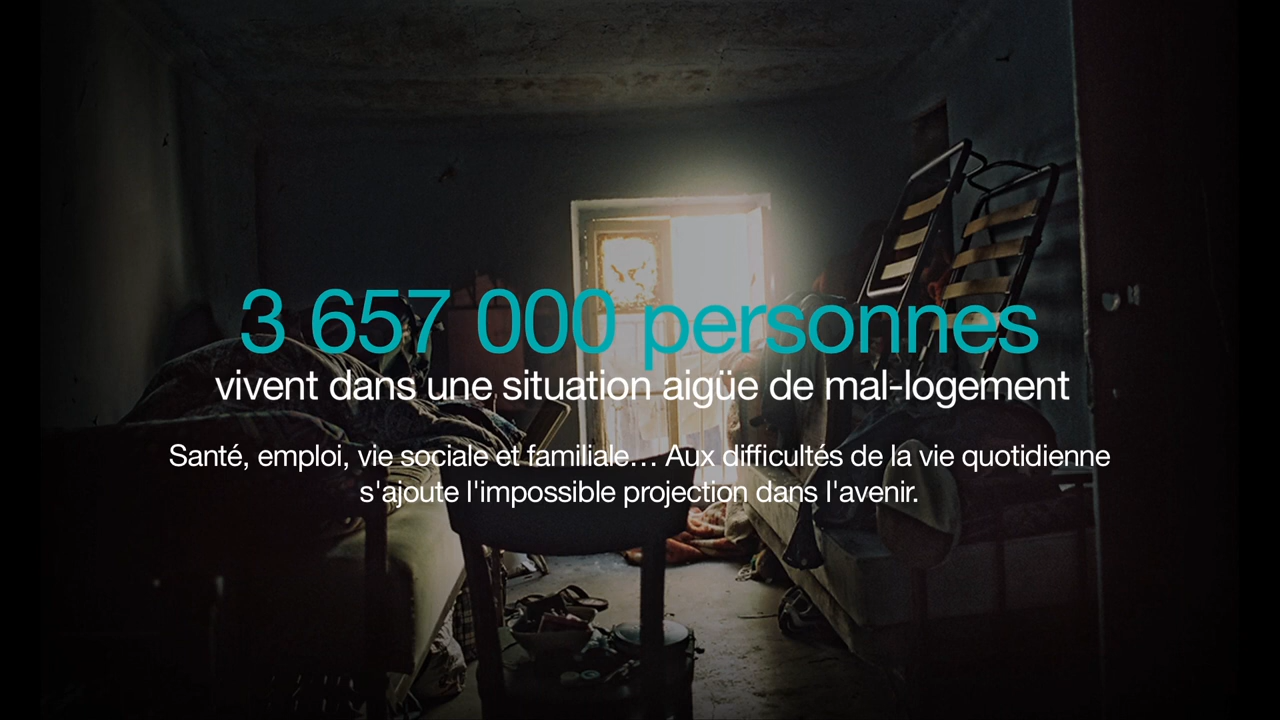 3 657 000 personnes
vivent dans une situation aigüe de mal-logement
Santé, emploi, vie sociale et familiale… Aux difficultés de la vie quotidienne
s'ajoute l'impossible projection dans l'avenir.